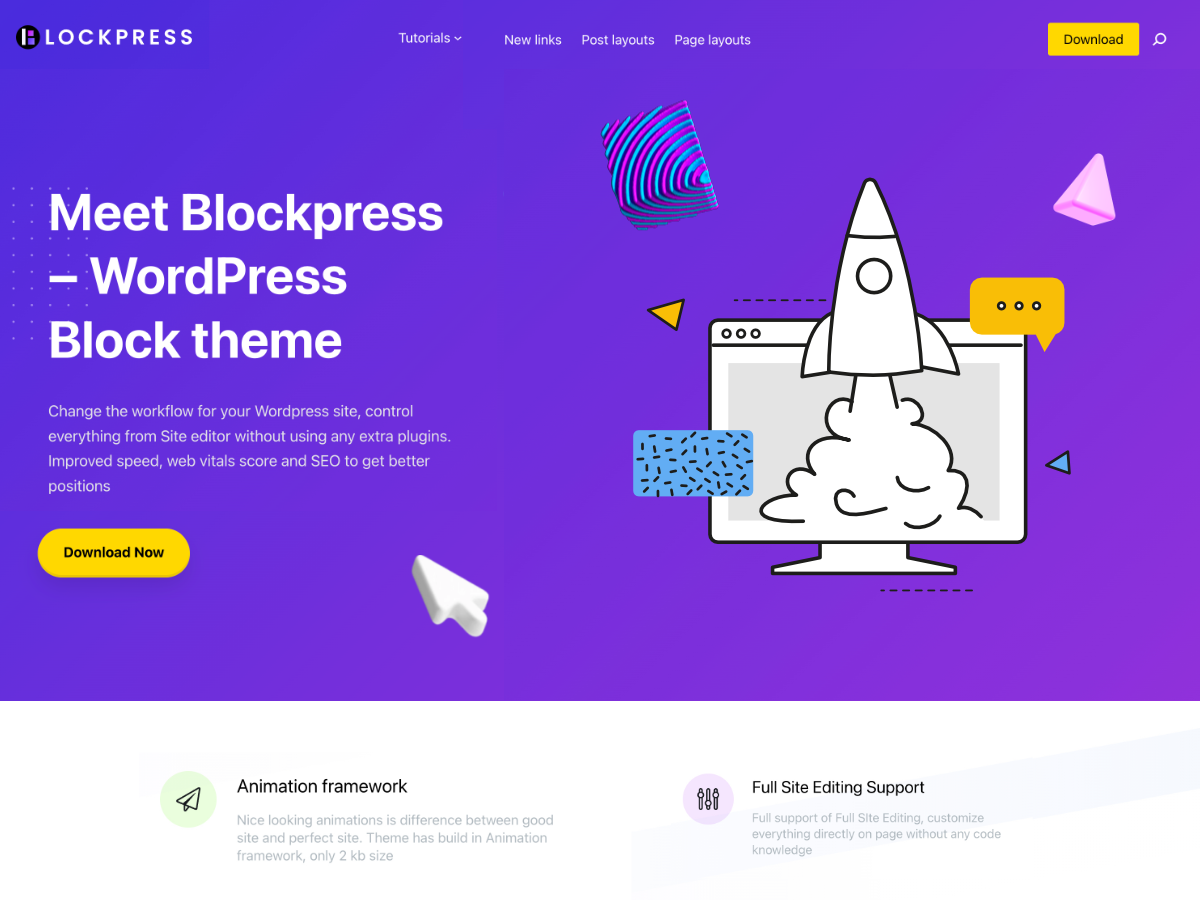 BLOCKPRESS
Tutorials
New links
Post layouts
Page layouts
Download
Meet Blockpress
– WordPress
Block theme
Change the workflow for your Wordpress site, control
everything from Site editor without using any extra plugins.
Improved speed, web vitals score and SEO to get better
positions
Download Now
Animation framework
Nice looking animations is difference between good
site and perfect site. Theme has build in Animation
framework, only 2 kb size
Full Site Editing Support
Full support of Full SIte Editing, customize
everything directly on page without any code
knowledge